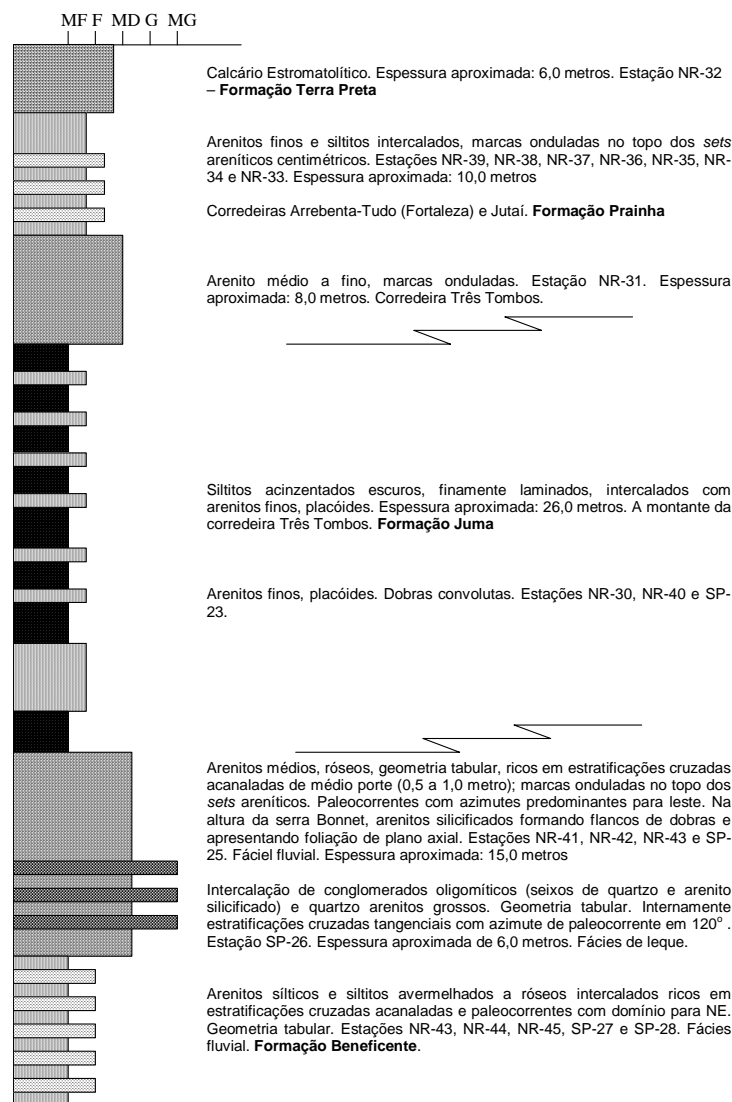 MF F MD G MG
Calcário Estromatolítico. Espessura aproximada: 6,0 metros. Estação NR-32
– Formação Terra Preta
Arenitos finos e siltitos intercalados, marcas onduladas no topo dos sets
areníticos centimétricos. Estações NR-39, NR-38, NR-37, NR-36, NR-35, NR-
34 e NR-33. Espessura aproximada: 10,0 metros
Corredeiras Arrebenta-Tudo (Fortaleza) e Jutaí. Formação Prainha
Arenito médio a fino, marcas onduladas. Estação NR-31. Espessura
aproximada: 8,0 metros. Corredeira Três Tombos.
Siltitos acinzentados escuros, finamente laminados, intercalados com
arenitos finos, placóides. Espessura aproximada: 26,0 metros. A montante da
corredeira Três Tombos. Formação Juma
Arenitos finos, placóides. Dobras convolutas. Estações NR-30, NR-40 e SP-
23.
Arenitos médios, róseos, geometria tabular, ricos em estratificações cruzadas
acanaladas de médio porte (0,5 a 1,0 metro); marcas onduladas no topo dos
sets areníticos. Paleocorrentes com azimutes predominantes para leste. Na
altura da serra Bonnet, arenitos silicificados formando flancos de dobras e
apresentando foliação de plano axial. Estações NR-41, NR-42, NR-43 e SP-
25. Fáciel fluvial. Espessura aproximada: 15,0 metros
Intercalação de conglomerados oligomíticos (seixos de quartzo e arenito
silicificado) e quartzo arenitos grossos. Geometria tabular. Internamente
estratificações cruzadas tangenciais com azimute de paleocorrente em 120º .
Estação SP-26. Espessura aproximada de 6,0 metros. Fácies de leque.
Arenitos sílticos e siltitos avermelhados a róseos intercalados ricos em
estratificações cruzadas acanaladas e paleocorrentes com domínio para NE.
Geometria tabular. Estações NR-43, NR-44, NR-45, SP-27 e SP-28. Fácies
fluvial. Formação Beneficente.